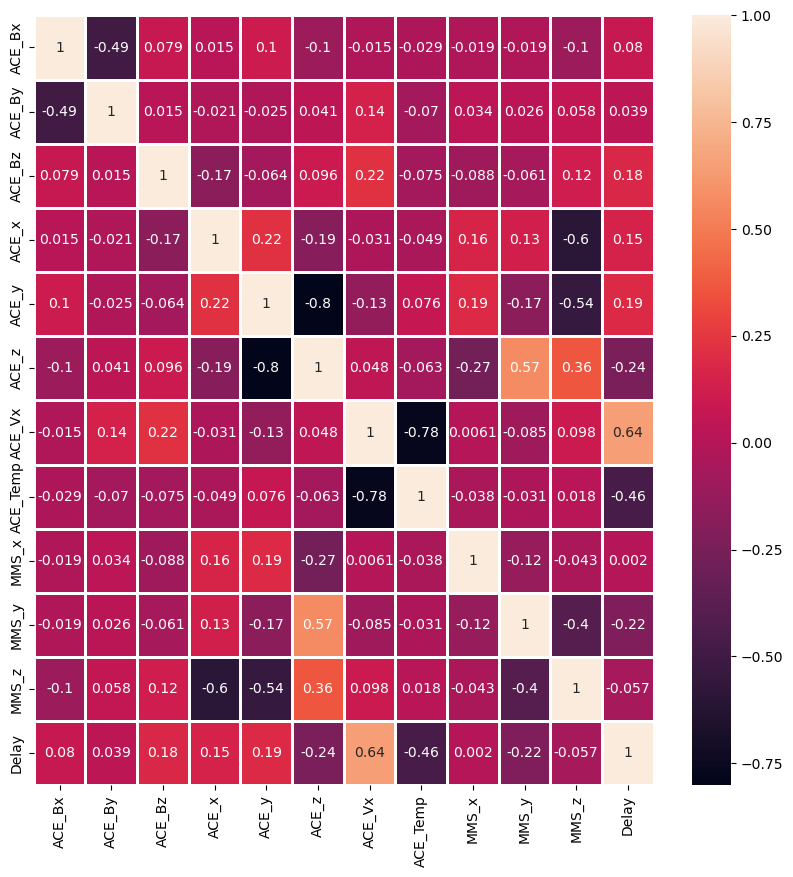 ACE_Bx 1 -0.49 0.079 0.015 0.1 -0.1 -0.015 -0.029 -0.019 -0.019 -0.1 0.08
ACE_By -0.49 1 0.015 -0.021 -0.025 0.041 0.14 -0.07 0.034 0.026 0.058 0.039
ACE_Bz 0.079 0.015 1 -0.17 -0.064 0.096 0.22 -0.075 -0.088 -0.061 0.12 0.18
ACE_x 0.015 -0.021 -0.17 1 0.22 -0.19 -0.031 -0.049 0.16 0.13 -0.6 0.15
ACE_y 0.1 -0.025 -0.064 0.22 1 -0.8 -0.13 0.076 0.19 -0.17 -0.54 0.19
ACE_z -0.1 0.041 0.096 -0.19 -0.8 1 0.048 -0.063 -0.27 0.57 0.36 -0.24
ACE_Vx -0.015 0.14 0.22 -0.031 -0.13 0.048 1 -0.78 0.0061 -0.085 0.098 0.64
ACE_Temp -0.029 -0.07 -0.075 -0.049 0.076 -0.063 -0.78 1 -0.038 -0.031 0.018 -0.46
MMS_x -0.019 0.034 -0.088 0.16 0.19 -0.27 0.0061 -0.038 1 -0.12 -0.043 0.002
MMS_y -0.019 0.026 -0.061 0.13 -0.17 0.57 -0.085 -0.031 -0.12 1 -0.4 -0.22
MMS_z -0.1 0.058 0.12 -0.6 -0.54 0.36 0.098 0.018 -0.043 -0.4 1 -0.057
Delay 0.08 0.039 0.18 0.15 0.19 -0.24 0.64 -0.46 0.002 -0.22 -0.057 1
ACE_Bx ACE_By ACE_Bz ACE_x ACE_y ACE_z ACE_Vx ACE_Temp MMS_x MMS_y MMS_z Delay
1.00
0.75
0.50
0.25
0.00
−0.25
−0.50
−0.75